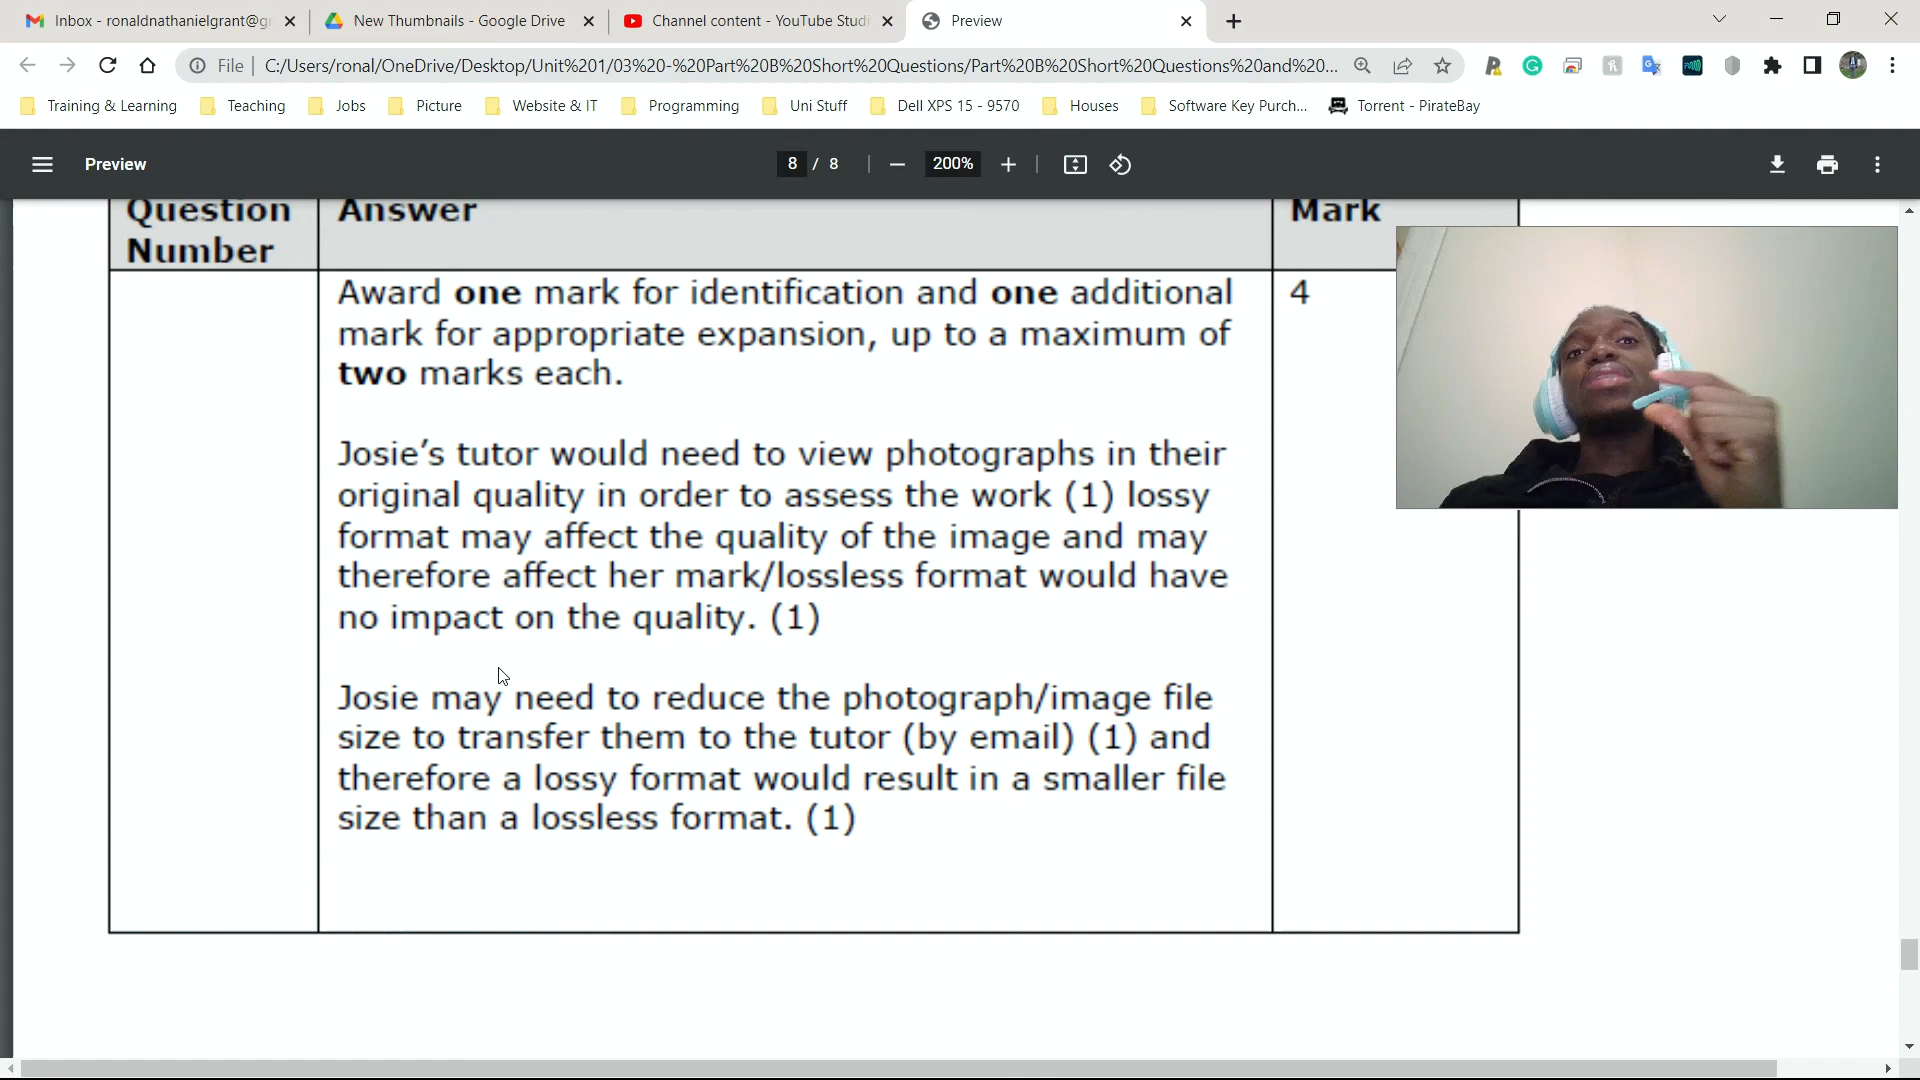 Inbox - ronaldnathanielgrant@g
New Thumbnails - Google Drive
Channel content - YouTube Studi
Preview
File
C:/Users/ronal/OneDrive/Desktop/Unit%201/03%20-%20Part%20B%20Short%20Questions/Part%20B%20Short%20Questions%20and%20...
Training & Learning
Teaching
Jobs
Picture
Website & IT
Programming
Uni Stuff
Dell XPS 15 - 9570
Houses
Software Key Purch...
Torrent - PirateBay
Preview
8 / 8
200%
Question
Number
Answer
Mark
Award one mark for identification and one additional
mark for appropriate expansion, up to a maximum of
two marks each.
4
Josie's tutor would need to view photographs in their
original quality in order to assess the work (1) lossy
format may affect the quality of the image and may
therefore affect her mark/lossless format would have
no impact on the quality. (1)
Josie may need to reduce the photograph/image file
size to transfer them to the tutor (by email) (1) and
therefore a lossy format would result in a smaller file
size than a lossless format. (1)